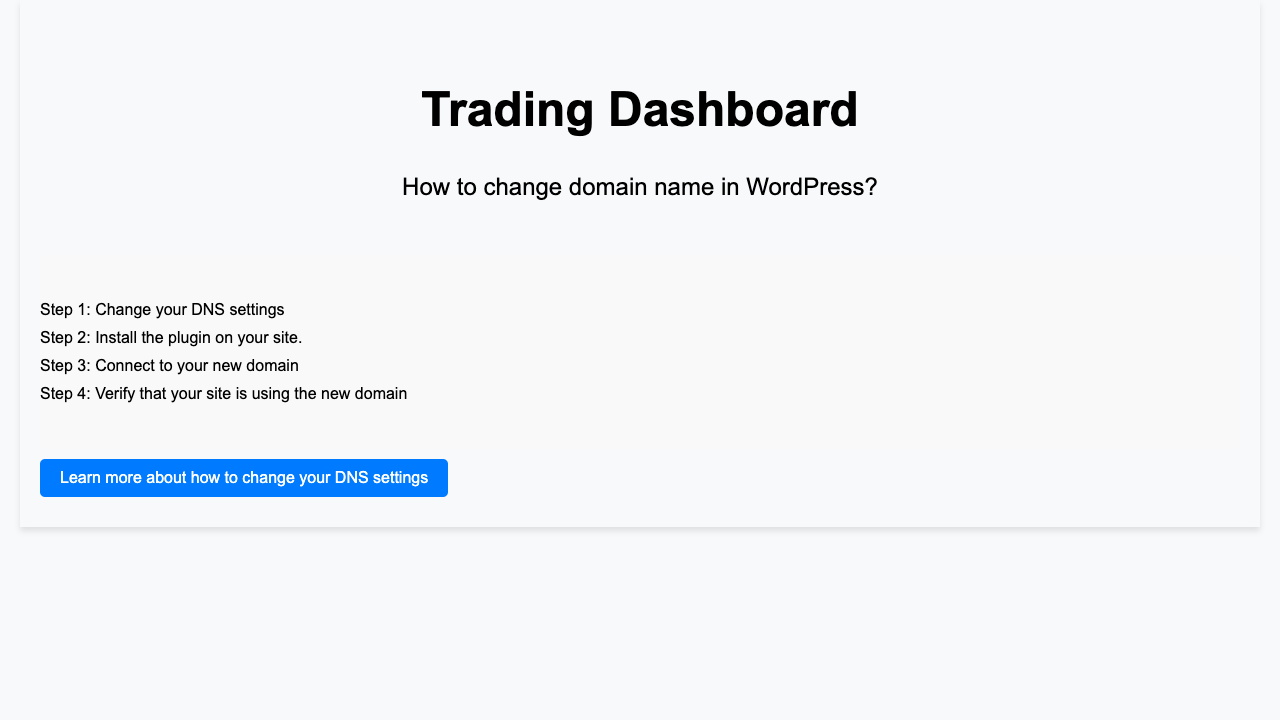 Trading Dashboard
How to change domain name in WordPress?
Step 1: Change your DNS settings
Step 2: Install the plugin on your site.
Step 3: Connect to your new domain
Step 4: Verify that your site is using the new domain
Learn more about how to change your DNS settings